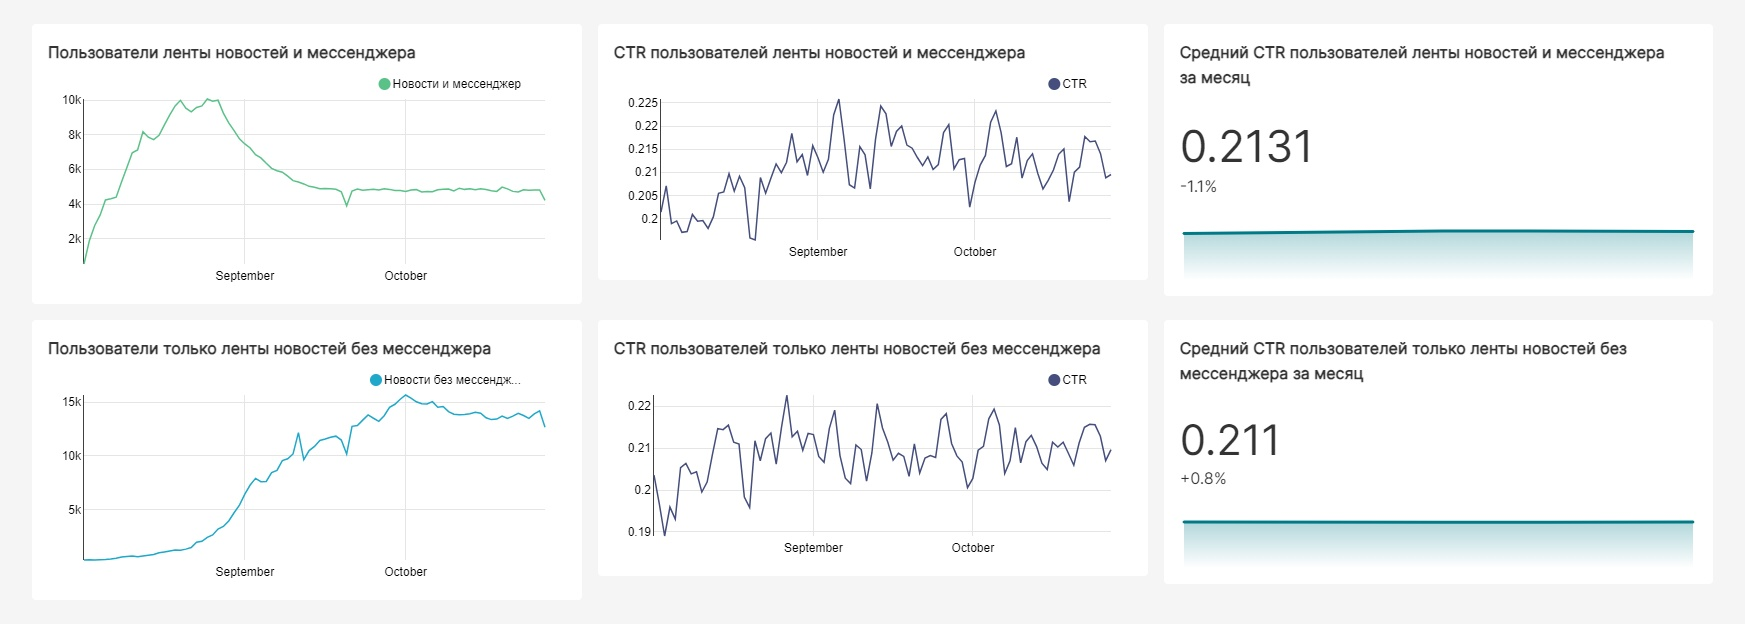 Пользователи ленты новостей и мессенджера
Новости и мессенджер
10k
8k
6k
4k
2k
September
October
CTR пользователей ленты новостей и мессенджера
CTR
0.225
0.22
0.215
0.21
0.205
0.2
September
October
Средний CTR пользователей ленты новостей и мессенджера
за месяц
0.2131
-1.1%
Пользователи только ленты новостей без мессенджера
Новости без мессендж...
15k
10k
5k
September
October
CTR пользователей только ленты новостей без мессенджера
CTR
0.22
0.21
0.2
0.19
September
October
Средний CTR пользователей только ленты новостей без
мессенджера за месяц
0.211
+0.8%